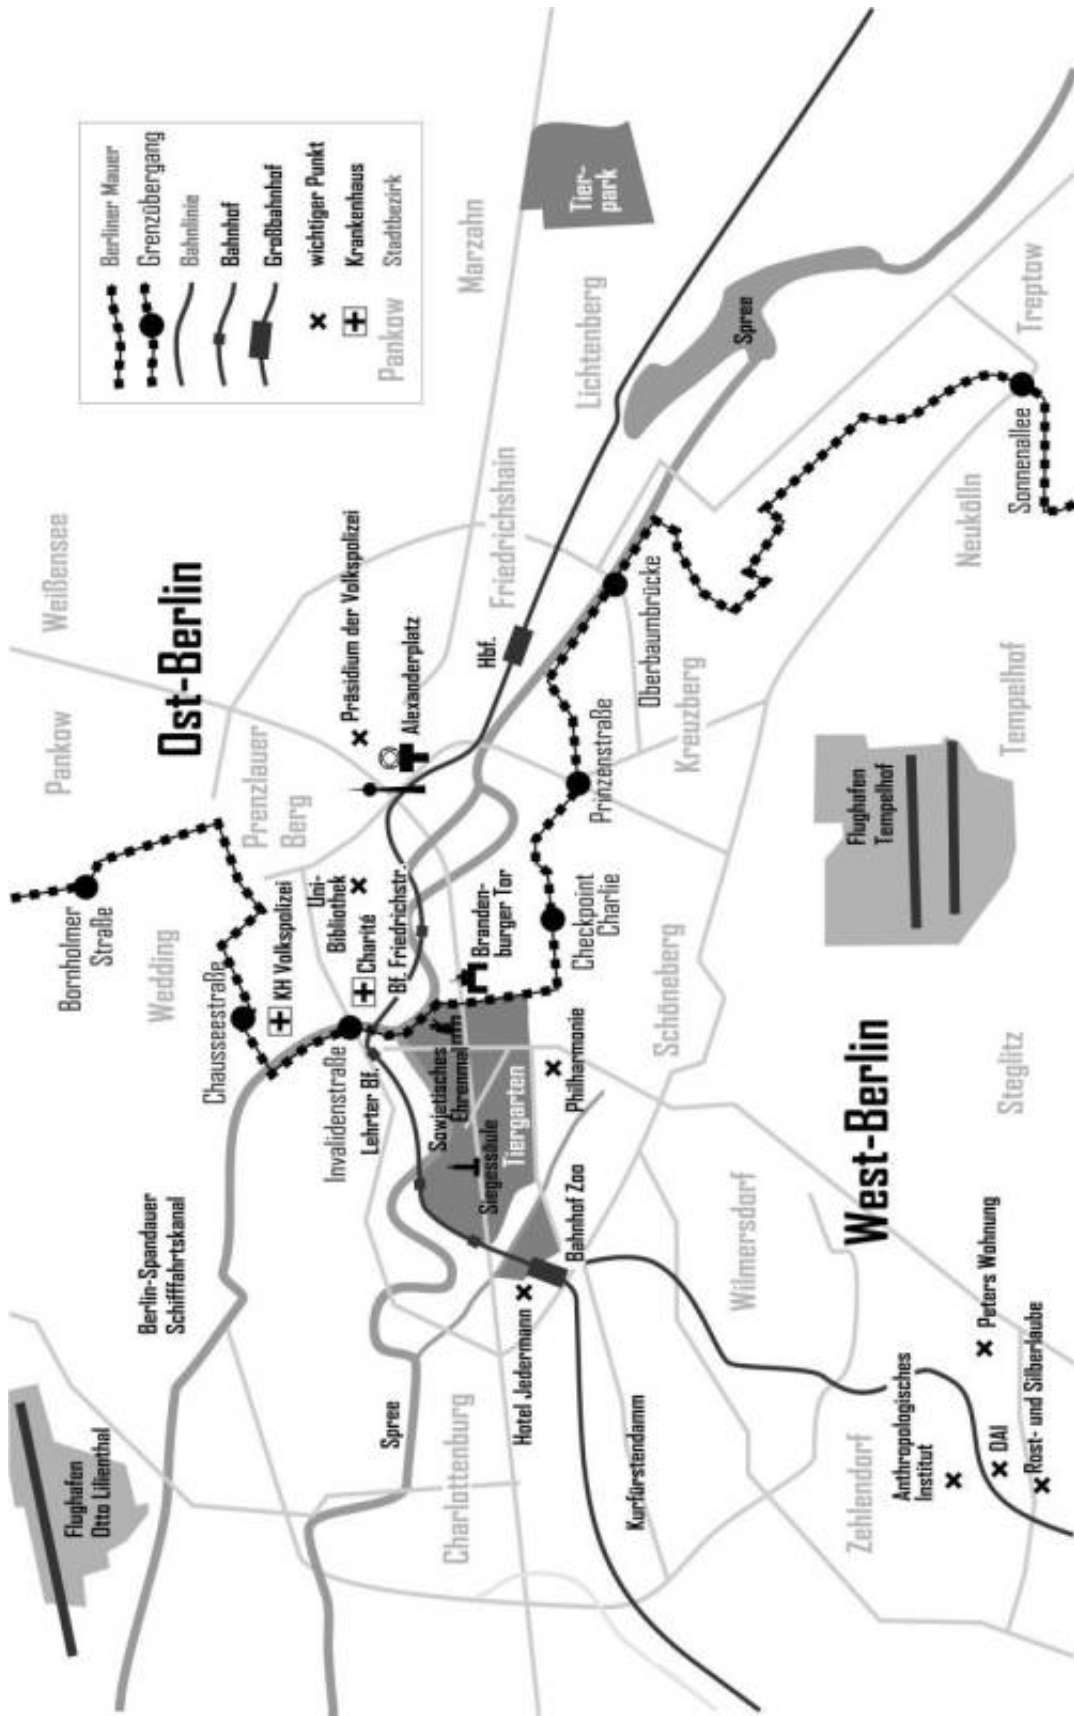 Berliner Mauer
Grenzübergang
Bahnlinie
Bahnhof
Großbahnhof
wichtiger Punkt
Krankenhaus
Pankow
Stadtbezirk
Flughafen
Otto Lilienthal
Berlin-Spandauer
Schifffahrtskanal
Bornholmer
Straße
Pankow
Weißensee
Ost-Berlin
Wedding
Chausseestraße
KH Volkspolizei
Prenzlauer
Berg
Uni-
Bibliothek
Präsidium der Volkspolizei
Marzahn
Tier-
park
Invalidenstraße
Charité
Lehrter Bf.
Bf. Friedrichstr.
Alexanderplatz
Spree
Charlottenburg
Sowjetisches
Ehrenmal
Siegessäule
Tiergarten
Branden-
burger Tor
Hbf.
Friedrichshain
Lichtenberg
Hotel Jedermann
Bahnhof Zoo
Philharmonie
Checkpoint
Charlie
Prinzenstraße
Oberbaumbrücke
Spree
Kurfürstendamm
Schöneberg
Kreuzberg
Wilmersdorf
West-Berlin
Flughafen
Tempelhof
Zehlendorf
Anthropologisches
Institut
Peters Wohnung
DAI
Rost- und Silberlaube
Steglitz
Tempelhof
Neukölln
Sonnenallee
Treptow